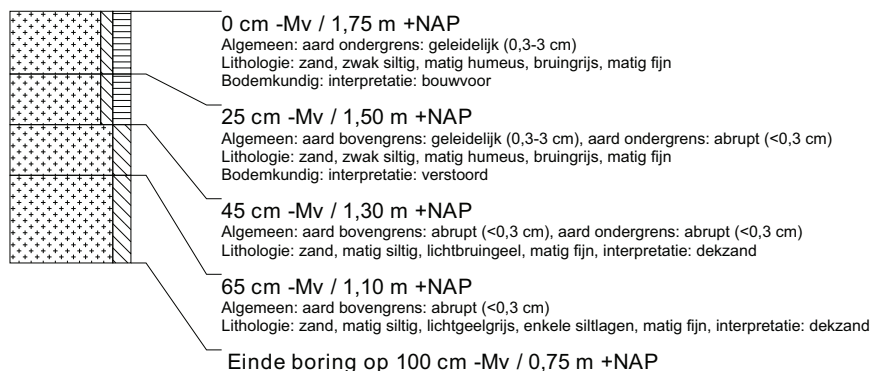 0 cm -Mv / 1,75 m +NAP
Algemeen: aard ondergrens: geleidelijk (0,3-3 cm)
Lithologie: zand, zwak siltig, matig humeus, bruingrijs, matig fijn
Bodemkundig: interpretatie: bouwvoor
25 cm -Mv / 1,50 m +NAP
Algemeen: aard bovengrens: geleidelijk (0,3-3 cm), aard ondergrens: abrupt (<0,3 cm)
Lithologie: zand, zwak siltig, matig humeus, bruingrijs, matig fijn
Bodemkundig: interpretatie: verstoord
45 cm -Mv / 1,30 m +NAP
Algemeen: aard bovengrens: abrupt (<0,3 cm), aard ondergrens: abrupt (<0,3 cm)
Lithologie: zand, matig siltig, lichtbruingeel, matig fijn, interpretatie: dekzand
65 cm -Mv / 1,10 m +NAP
Algemeen: aard bovengrens: abrupt (<0,3 cm)
Lithologie: zand, matig siltig, lichtgeelgrijs, enkele siltlagen, matig fijn, interpretatie: dekzand
Einde boring op 100 cm -Mv / 0,75 m +NAP